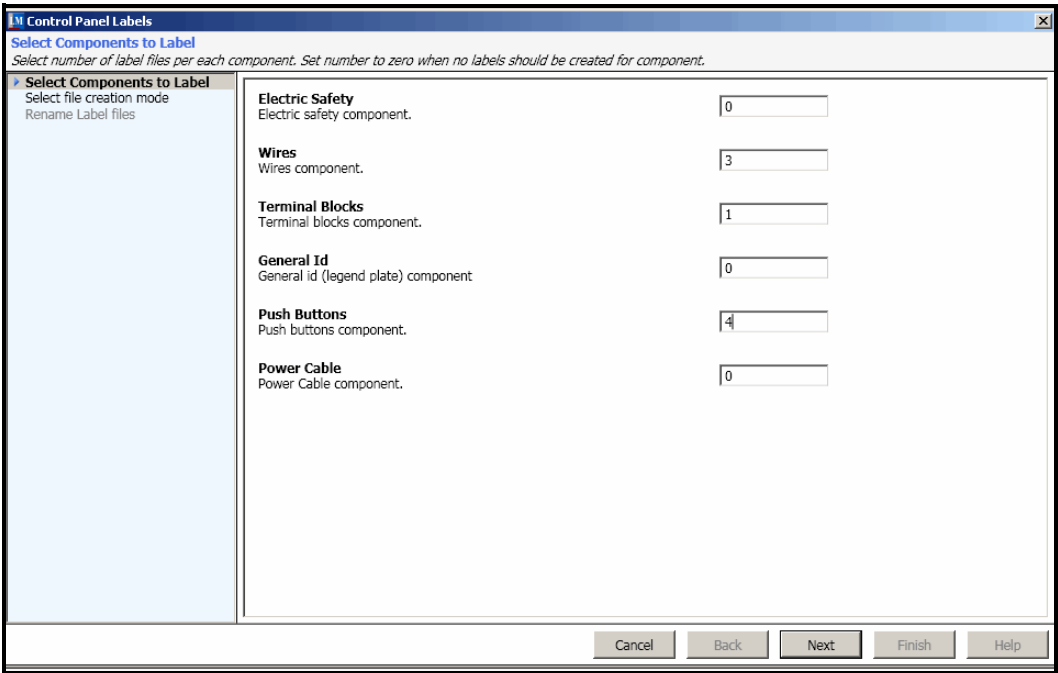 LM Control Panel Labels
Select Components to Label
Select number of label files per each component. Set number to zero when no labels should be created for component.
Select Components to Label
Select file creation mode
Rename Label files
Electric Safety
Electric safety component.
0
Wires
Wires component.
3
Terminal Blocks
Terminal blocks component.
1
General Id
General id (legend plate) component
0
Push Buttons
Push buttons component.
4
Power Cable
Power Cable component.
0
Cancel Back Next Finish Help